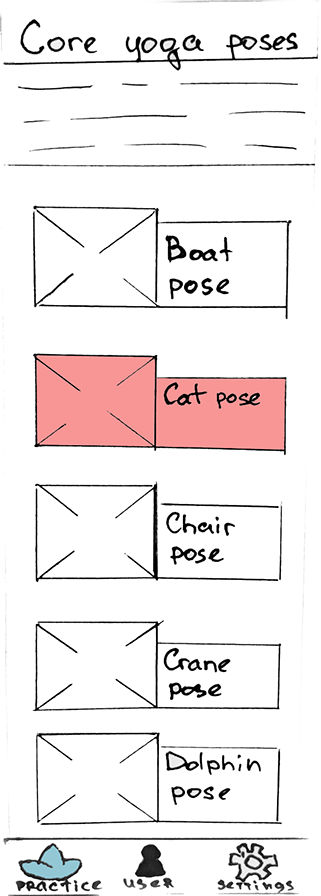 Core yoga poses
Boat
pose
Cat pose
Chair
pose
Crane
pose
Dolphin
pose
Practice user settings